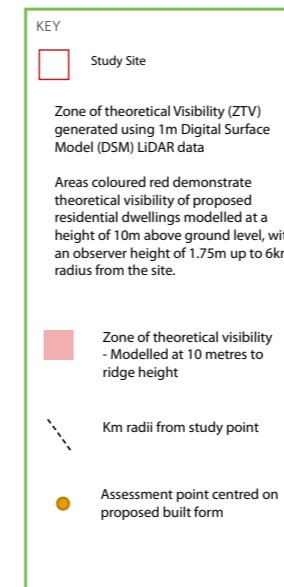 KEY
Study Site
Zone of theoretical Visibility (ZTV)
generated using 1m Digital Surface
Model (DSM) LiDAR data
Areas coloured red demonstrate
theoretical visibility of proposed
residential dwellings modelled at a
height of 10m above ground level, wit
an observer height of 1.75m up to 6km
radius from the site.
Zone of theoretical visibility
- Modelled at 10 metres to
ridge height
Km radii from study point
Assessment point centred on
proposed built form